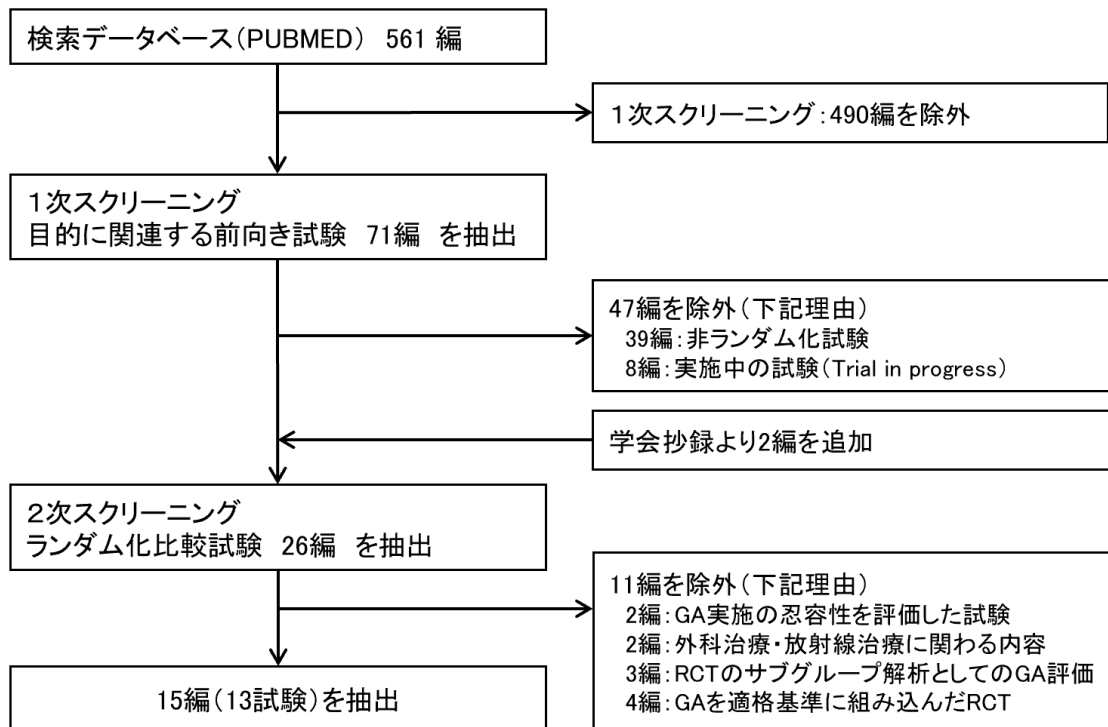 検索データベース（PUBMED） 561 編
１次スクリーニング：490編を除外
１次スクリーニング
目的に関連する前向き試験　71編　を抽出
47編を除外（下記理由）
39編：非ランダム化試験
8編：実施中の試験（Trial in progress）
学会抄録より2編を追加
２次スクリーニング
ランダム化比較試験　26編　を抽出
11編を除外（下記理由）
2編：GA実施の忍容性を評価した試験
2編：外科治療・放射線治療に関わる内容
3編：RCTのサブグループ解析としてのGA評価
4編：GAを適格基準に組み込んだRCT
15編（13試験）を抽出